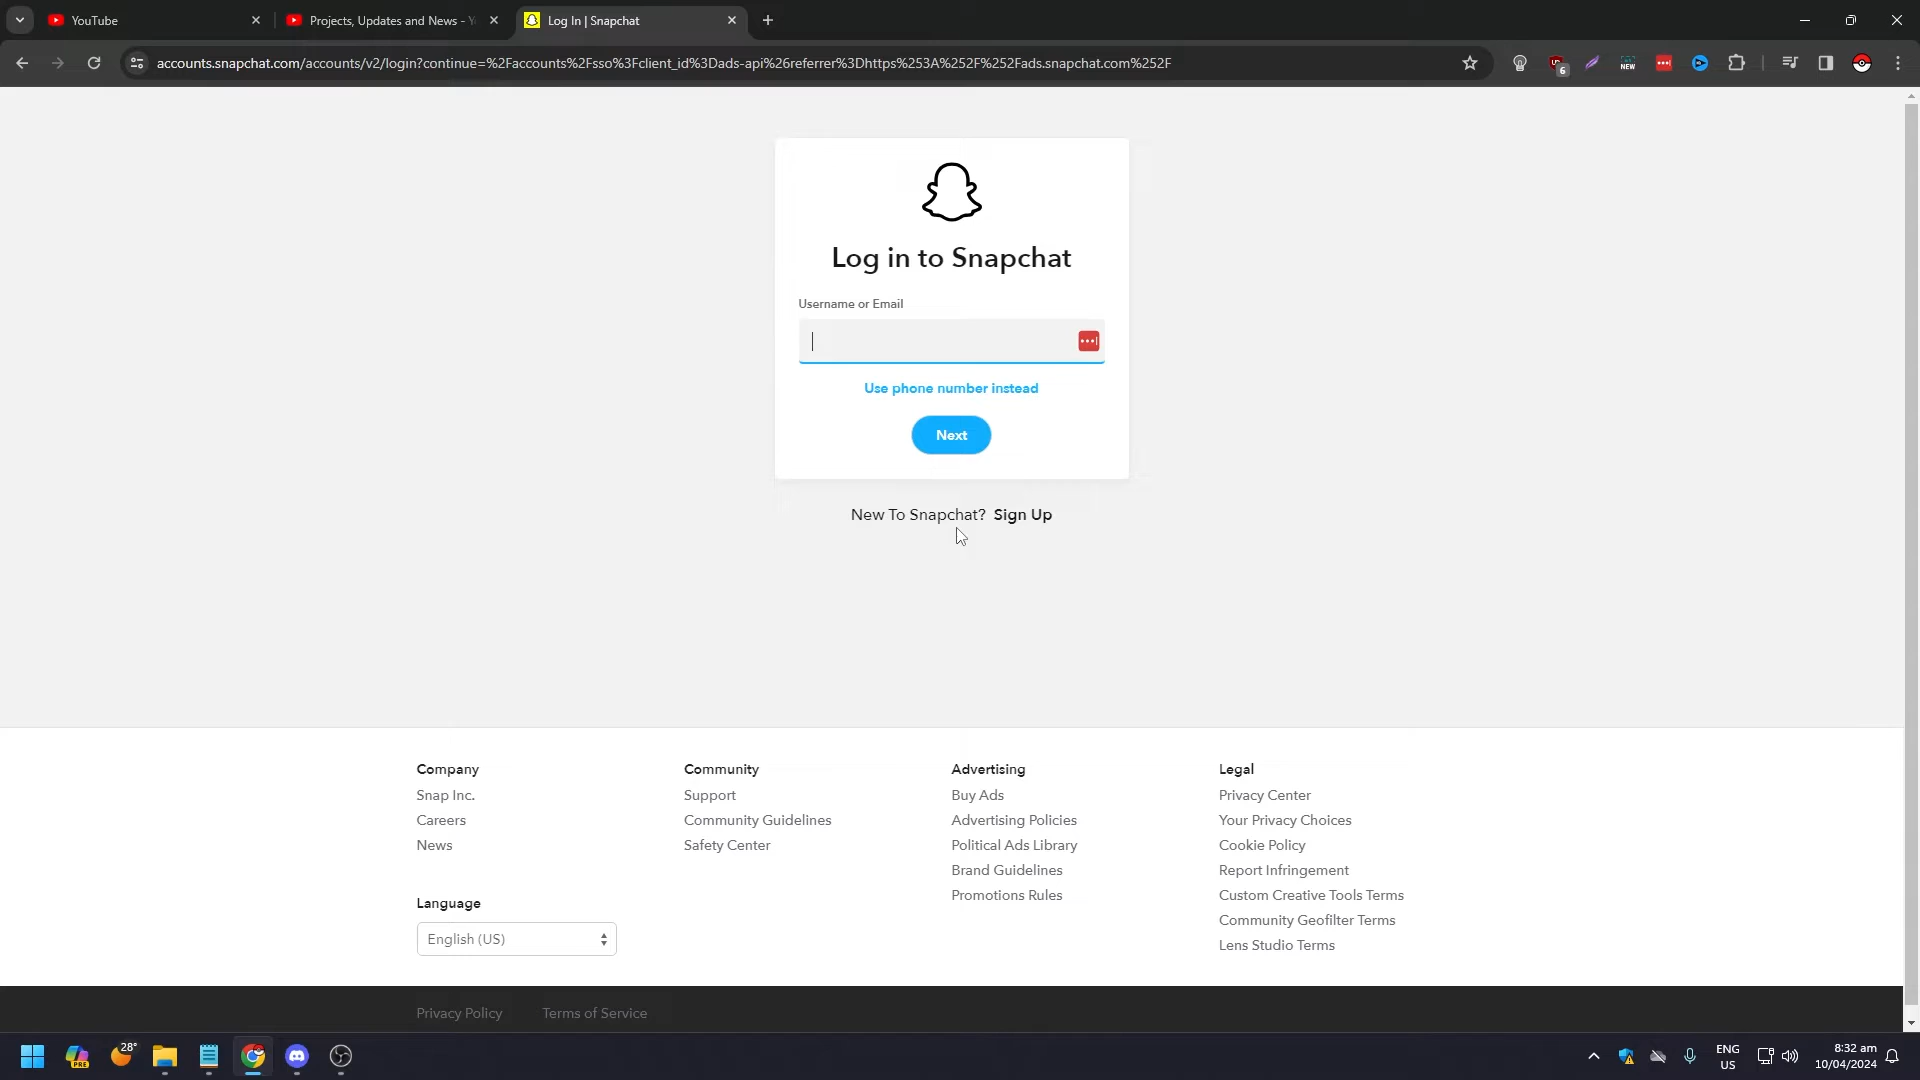 YouTube
Projects, Updates and News -
Log In | Snapchat
accounts.snapchat.com/accounts/v2/login?continue=%2Faccounts%2Fsso%3Fclient_id%3Dads-api%26referrer%3Dhttps%253A%252F%252Fads.snapchat.com%252F
6
NEW
Log in to Snapchat
Username or Email
Use phone number instead
Next
New To Snapchat? Sign Up
Company
Snap Inc.
Careers
News
Community
Support
Community Guidelines
Safety Center
Advertising
Buy Ads
Advertising Policies
Political Ads Library
Brand Guidelines
Promotions Rules
Legal
Privacy Center
Your Privacy Choices
Cookie Policy
Report Infringement
Custom Creative Tools Terms
Community Geofilter Terms
Lens Studio Terms
Language
English (US)
Privacy Policy
Terms of Service
PRE
28°
ENG
US
8:32 am
10/04/2024